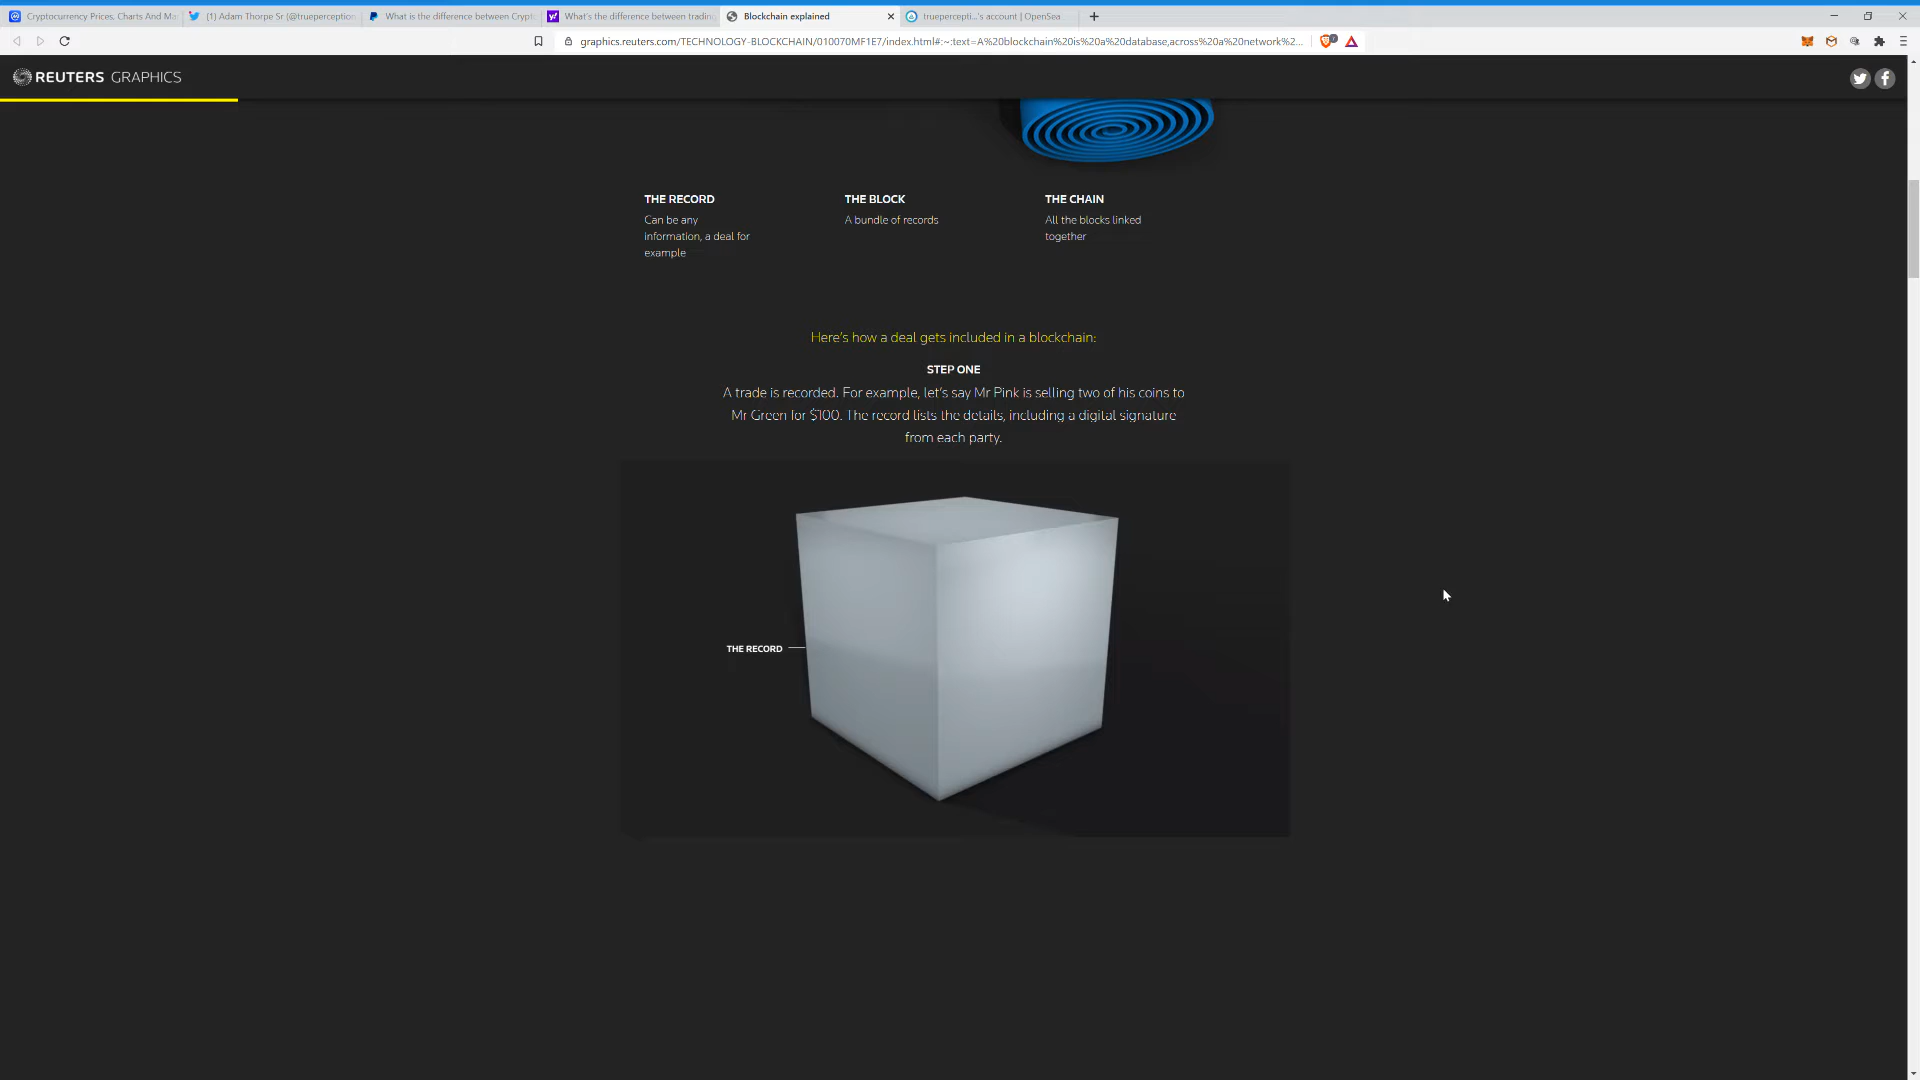 Cryptocurrency Prices, Charts And Ma
(1) Adam Thorpe Sr (@trueperception
What is the difference between Crypt
What's the difference between trading
Blockchain explained
truepercepti...'s account | OpenSea
graphics.reuters.com/TECHNOLOGY-BLOCKCHAIN/010070MF1E7/index.html#:~:text=A%20blockchain%20is%20a%20database,across%20a%20network%2...
REUTERS GRAPHICS
THE RECORD
Can be any
information, a deal for
example
THE BLOCK
A bundle of records
THE CHAIN
All the blocks linked
together
Here's how a deal gets included in a blockchain:
STEP ONE
A trade is recorded. For example, let's say Mr Pink is selling two of his coins to
Mr Green for $100. The record lists the details, including a digital signature
from each party.
THE RECORD